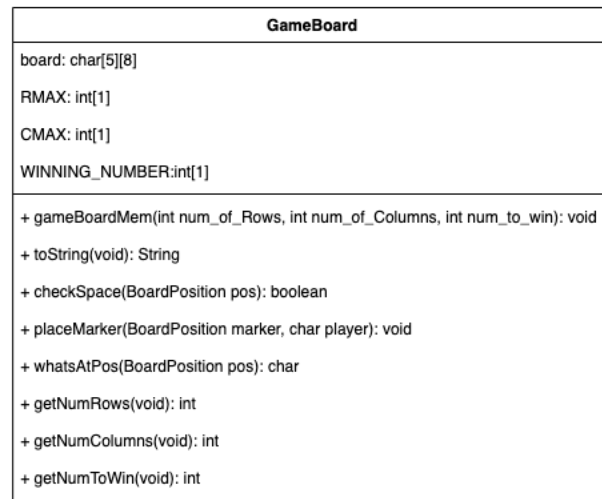 GameBoard
board: char[5][8]
RMAX: int[1]
CMAX: int[1]
WINNING_NUMBER:int[1]
+ gameBoardMem(int num_of_Rows, int num_of_Columns, int num_to_win): void
+ toString(void): String
+ checkSpace(BoardPosition pos): boolean
+ placeMarker(BoardPosition marker, char player): void
+ whatsAtPos(BoardPosition pos): char
+ getNumRows(void): int
+ getNumColumns(void): int
+ getNumToWin(void): int